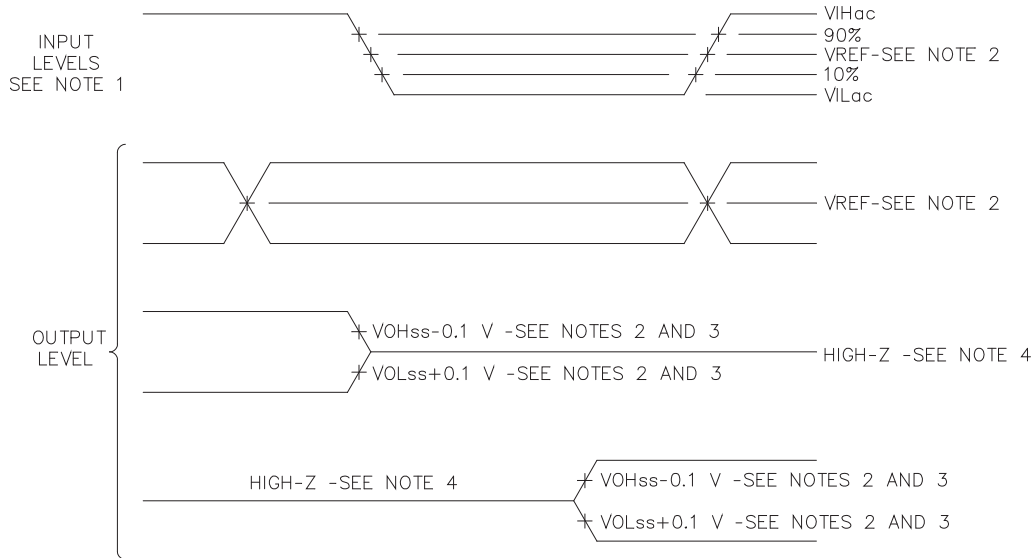 INPUT
LEVELS
SEE NOTE 1
VIHac
90%
VREF-SEE NOTE 2
10%
VILac
VREF-SEE NOTE 2
OUTPUT
LEVEL
VOHss-0.1 V -SEE NOTES 2 AND 3
HIGH-Z -SEE NOTE 4
VOLss+0.1 V -SEE NOTES 2 AND 3
HIGH-Z -SEE NOTE 4
VOHss-0.1 V -SEE NOTES 2 AND 3
VOLss+0.1 V -SEE NOTES 2 AND 3